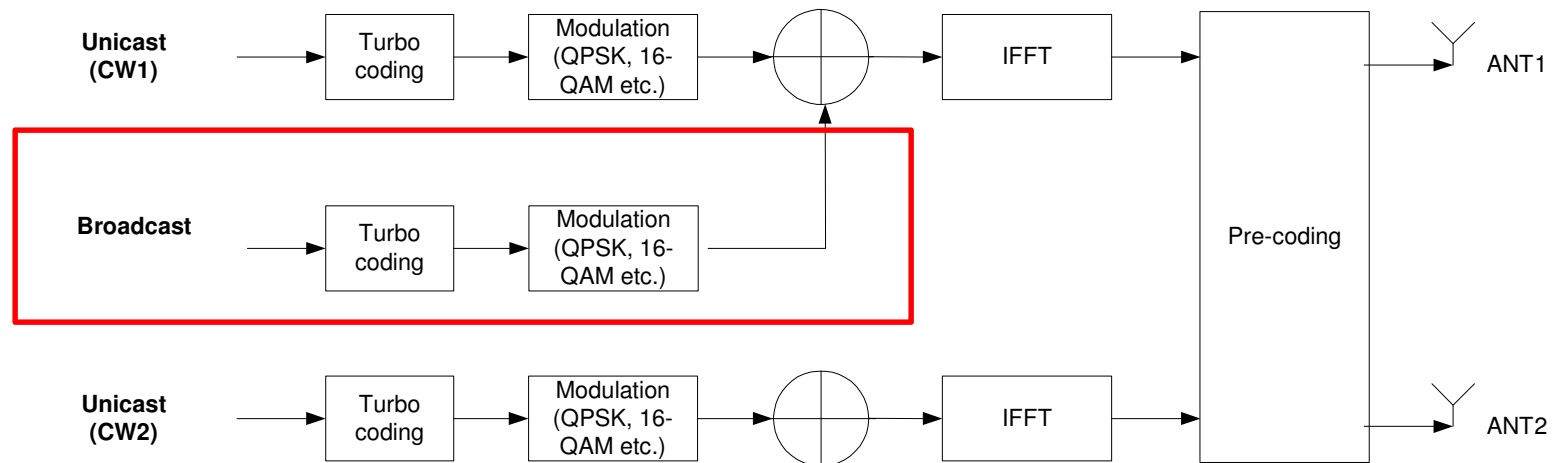 Unicast
(CW1)
Turbo
coding
Modulation
(QPSK, 16-
QAM etc.)
IFFT
ANT1
Broadcast
Turbo
coding
Modulation
(QPSK, 16-
QAM etc.)
Pre-coding
Unicast
(CW2)
Turbo
coding
Modulation
(QPSK, 16-
QAM etc.)
IFFT
ANT2